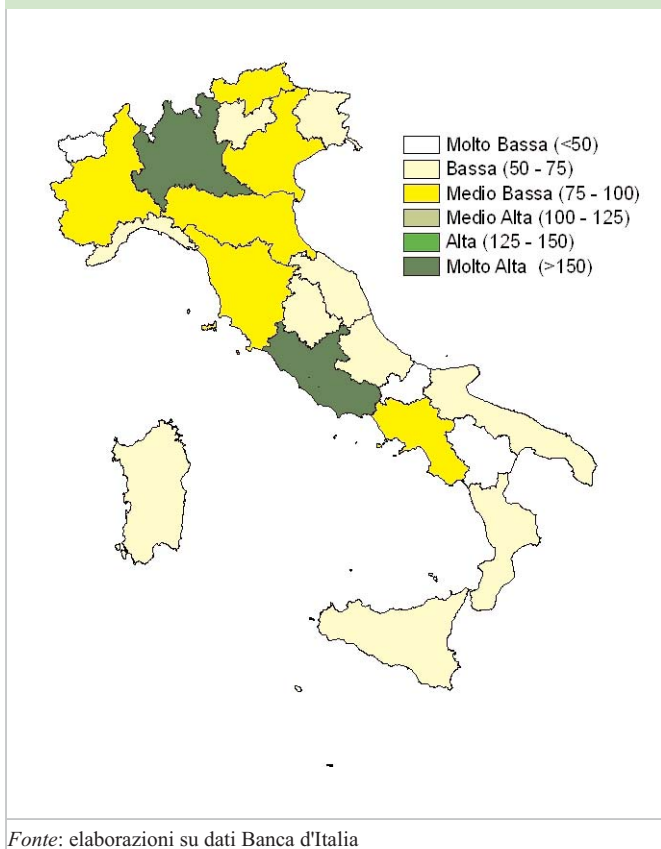 Molto Bassa (<50)
Bassa (50 - 75)
Medio Bassa (75 - 100)
Medio Alta (100 - 125)
Alta (125 - 150)
Molto Alta (>150)
Fonte: elaborazioni su dati Banca d'Italia